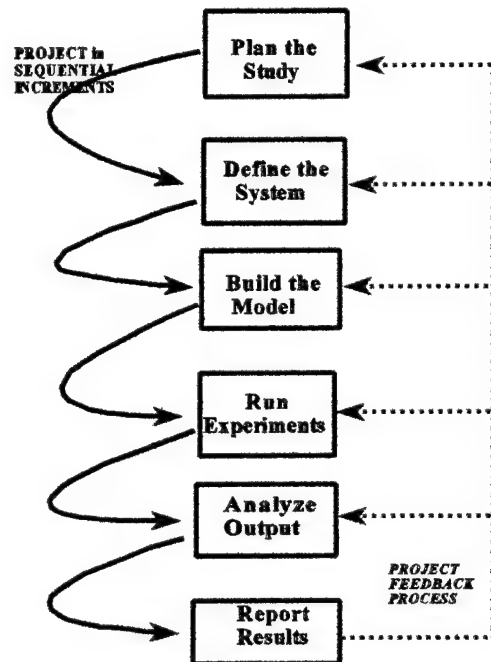 PROJECT in
SEQUENTIAL
INCREMENTS
Plan the
Study
Define the
System
Build the
Model
Run
Experiments
Analyze
Output
PROJECT
FEEDBACK
PROCESS
Report
Results